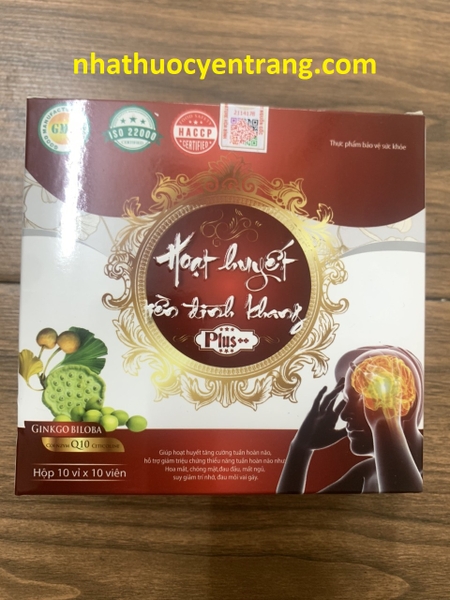 nhathuocyentrang.com
GMP
ISO 22000
HACCP
CERTIFIED
Thực phẩm bảo vệ sức khỏe
Hoạt huyết
định khang
Plus++
GINKGO BILOBA
Q10
Hộp 10 vỉ x 10 viên
Giúp hoạt huyết tăng cường tuần hoàn não,
hỗ trợ giảm triệu chứng thiểu năng tuần hoàn não như:
Hoa mắt, chóng mặt, đau đầu, mất ngủ,
suy giảm trí nhớ, đau mỏi vai gáy.